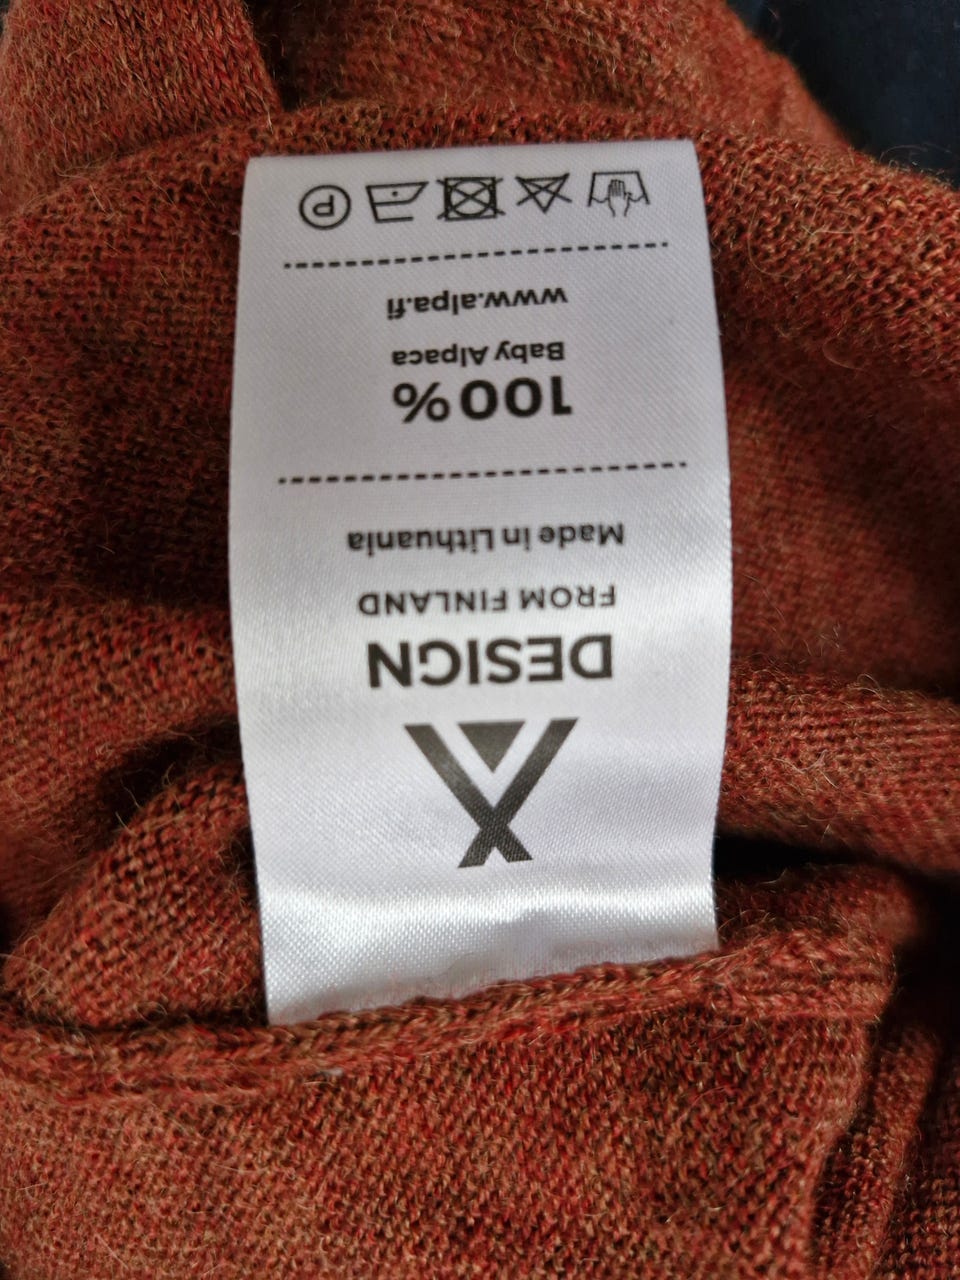 DESIGN
FROM FINLAND
Made in Lithuania
100%
Baby Alpaca
www.alpa.fi
P